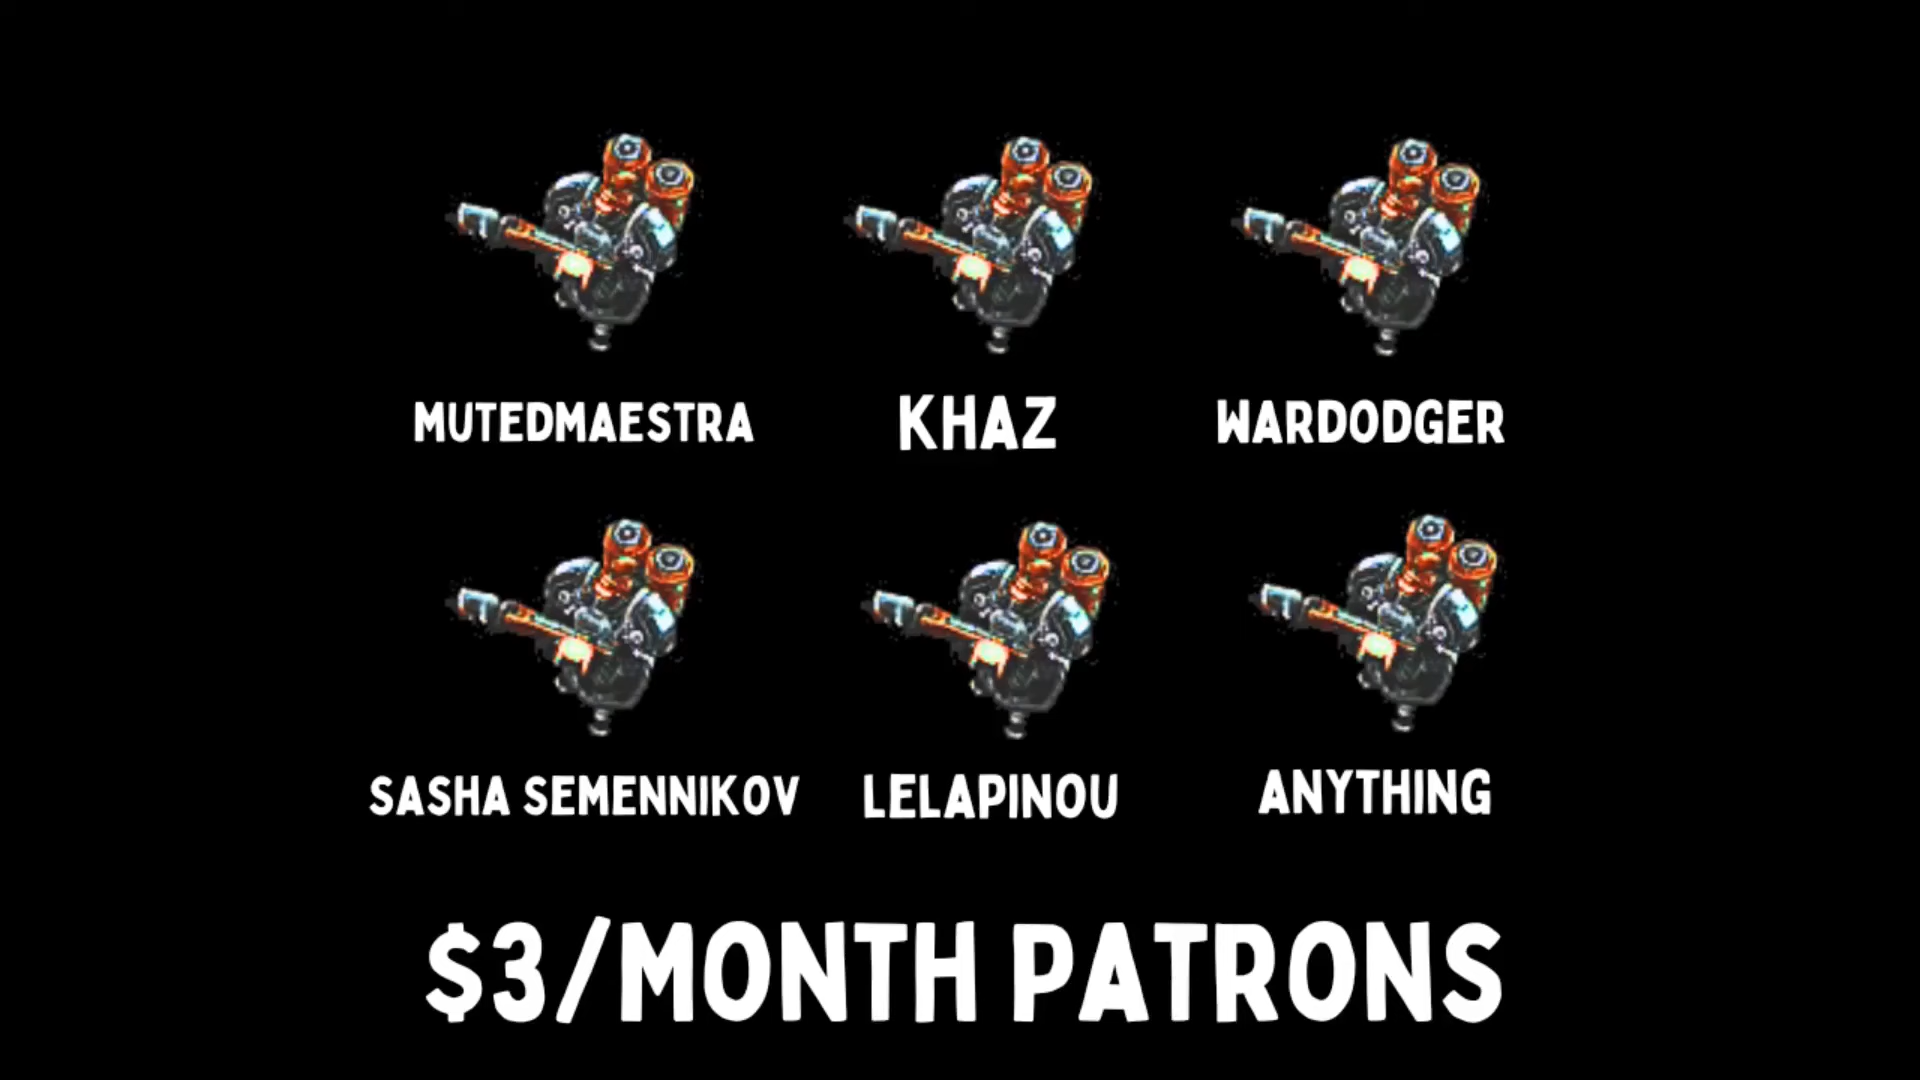 MUTEDMAESTRA KHAZ WARDODGER
SASHA SEMENNIKOV LELAPINOU ANYTHING
$3/MONTH PATRONS